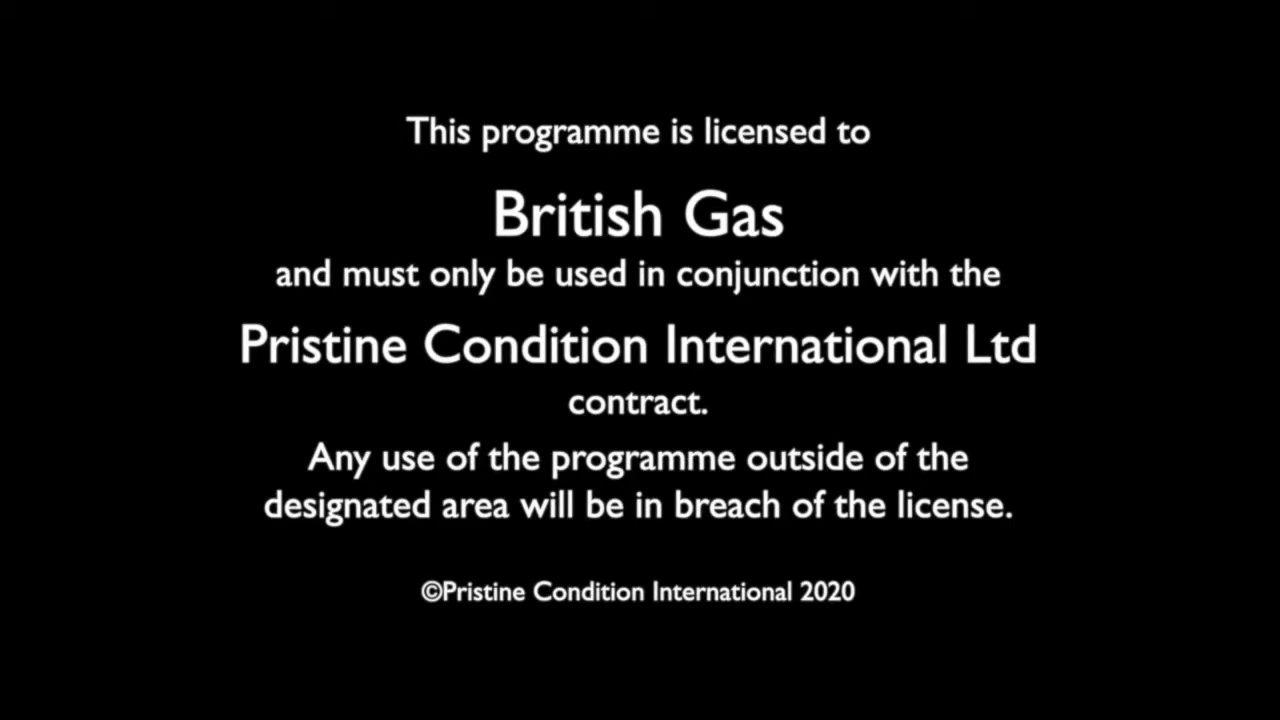 This programme is licensed to
British Gas
and must only be used in conjunction with the
Pristine Condition International Ltd
contract.
Any use of the programme outside of the
designated area will be in breach of the license.
©Pristine Condition International 2020